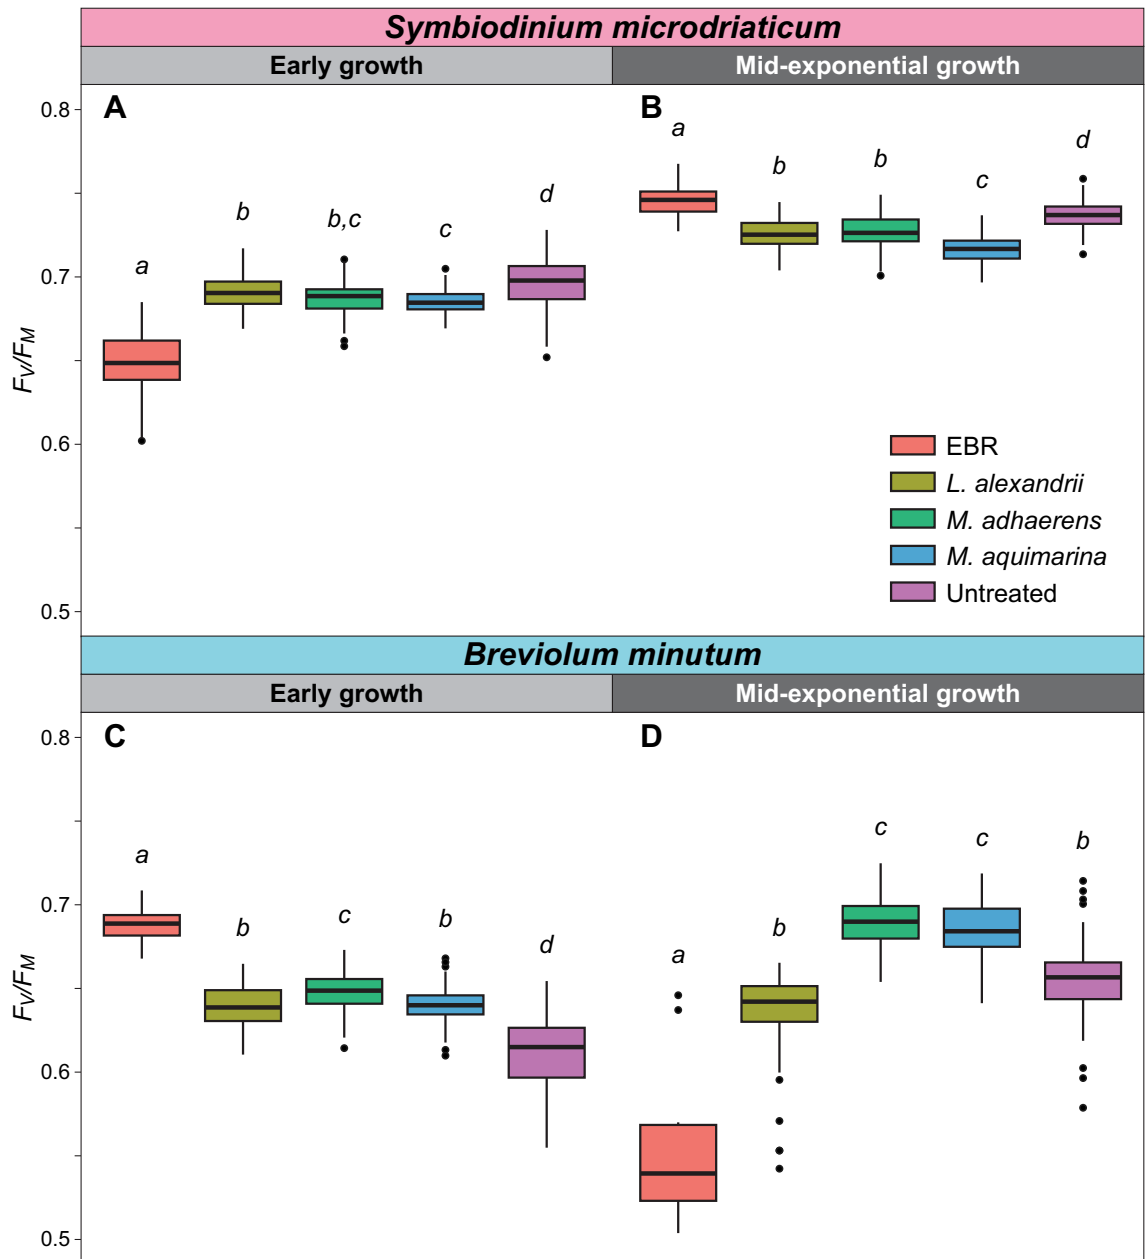 Symbiodinium microdriaticum
Early growth
Mid-exponential growth
A
B
0.8
0.7
0.6
0.5
FV/FM
a
b
b,c
c
d
a
b
b
c
d
EBR
L. alexandrii
M. adhaerens
M. aquimarina
Untreated
Breviolum minutum
Early growth
Mid-exponential growth
C
D
0.8
0.7
0.6
0.5
FV/FM
a
b
c
b
d
a
b
c
c
b